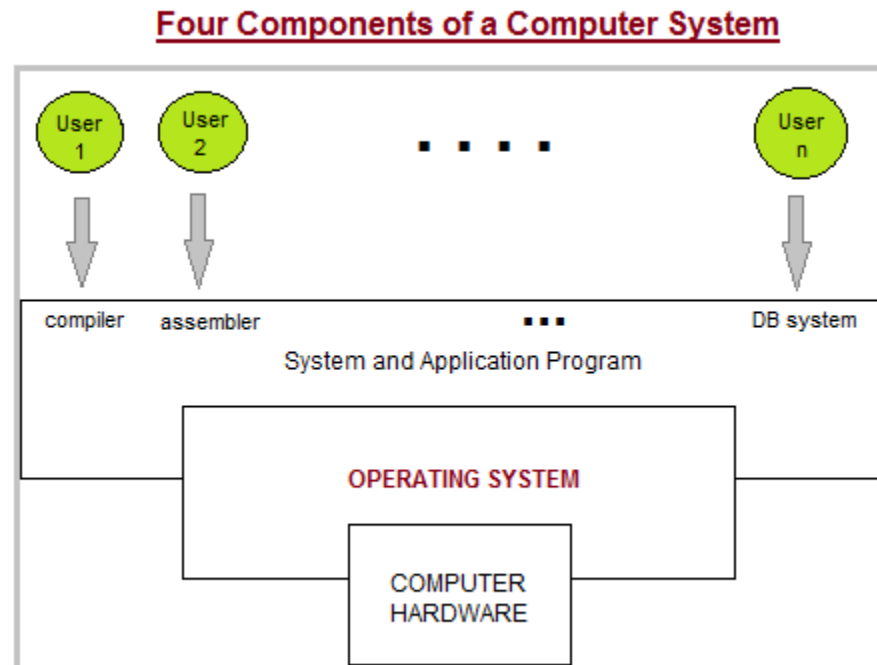 Four Components of a Computer System
User
1
User
2
. . . .
User
n
compiler assembler ... DB system
System and Application Program
OPERATING SYSTEM
COMPUTER
HARDWARE